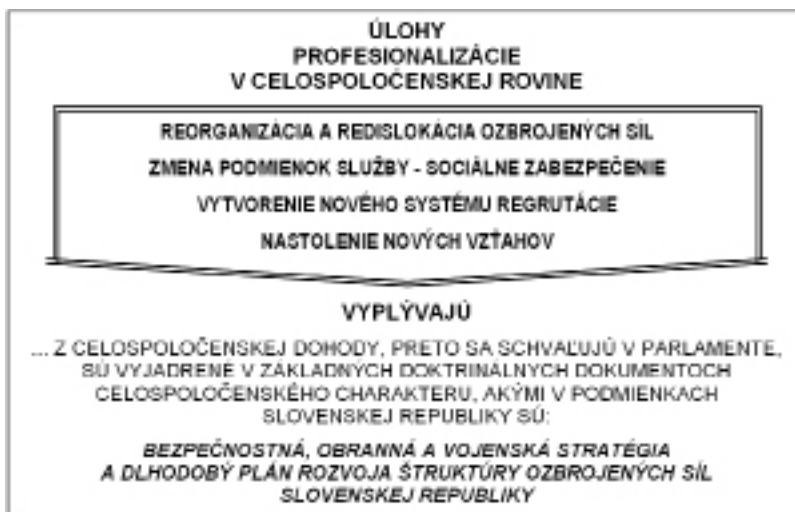 ÚLOHY
PROFESIONALIZÁCIE
V CELOSPOLOČENSKEJ ROVINE
REORGANIZÁCIA A REDISLOKÁCIA OZBROJENÝCH SÍL
ZMENA PODMIENOK SLUŽBY - SOCIÁLNE ZABEZPEČENIE
VYTVORENIE NOVÉHO SYSTÉMU REGRUTÁCIE
NASTOLENIE NOVÝCH VZŤAHOV
VYPLÝVAJÚ
... Z CELOSPOLOČENSKEJ DOHODY, PRETO SA SCHVAĽUJÚ V PARLAMENTE,
SÚ VYJADRENÉ V ZÁKLADNÝCH DOKTRINÁLNYCH DOKUMENTOCH
CELOSPOLOČENSKÉHO CHARAKTERU, AKÝMI V PODMIENKACH
SLOVENSKEJ REPUBLIKY SÚ:
BEZPEČNOSTNÁ, OBRANNÁ A VOJENSKÁ STRATÉGIA
A DLHODOBÝ PLÁN ROZVOJA ŠTRUKTÚRY OZBROJENÝCH SÍL
SLOVENSKEJ REPUBLIKY